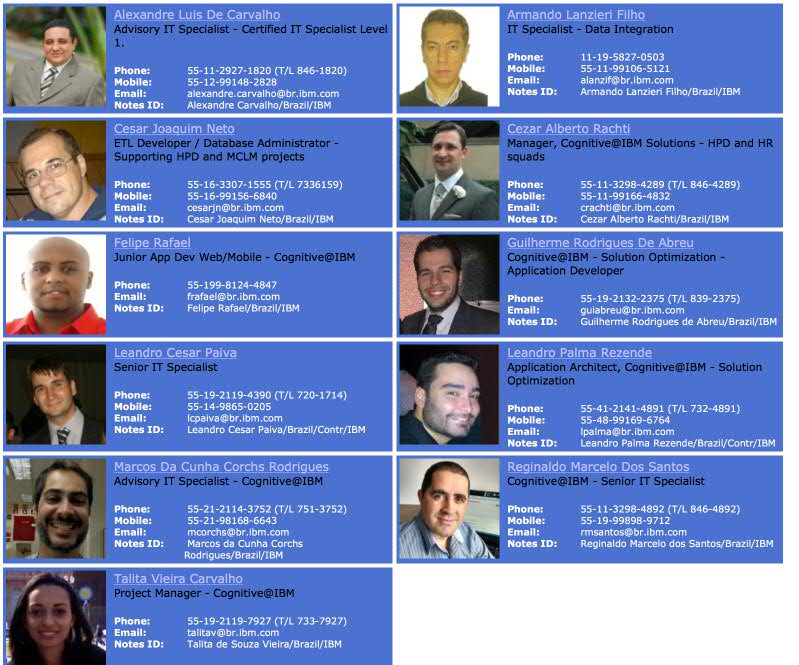 Alexandre Luis De Carvalho
Advisory IT Specialist - Certified IT Specialist Level
1.
Phone: 55-11-2927-1820 (T/L 846-1820)
Mobile: 55-12-99148-2828
Email: alexandre.carvalho@br.ibm.com
Notes ID: Alexandre Carvalho/Brazil/IBM
Armando Lanzieri Filho
IT Specialist - Data Integration
Phone: 11-19-5827-0503
Mobile: 55-11-99106-5121
Email: alanzif@br.ibm.com
Notes ID: Armando Lanzieri Filho/Brazil/IBM
Cesar Joaquim Neto
ETL Developer / Database Administrator -
Supporting HPD and MCLM projects
Phone: 55-16-3307-1555 (T/L 7336159)
Mobile: 55-16-99156-6840
Email: cesarjn@br.ibm.com
Notes ID: Cesar Joaquim Neto/Brazil/IBM
Cezar Alberto Rachti
Manager, Cognitive@IBM Solutions - HPD and HR
squads
Phone: 55-11-3298-4289 (T/L 846-4289)
Mobile: 55-11-99166-4832
Email: crachti@br.ibm.com
Notes ID: Cezar Alberto Rachti/Brazil/IBM
Felipe Rafael
Junior App Dev Web/Mobile - Cognitive@IBM
Phone: 55-199-8124-4847
Email: frafael@br.ibm.com
Notes ID: Felipe Rafael/Brazil/IBM
Guilherme Rodrigues De Abreu
Cognitive@IBM - Solution Optimization -
Application Developer
Phone: 55-19-2132-2375 (T/L 839-2375)
Email: guiabreu@br.ibm.com
Notes ID: Guilherme Rodrigues de Abreu/Brazil/IBM
Leandro Cesar Paiva
Senior IT Specialist
Phone: 55-19-2119-4390 (T/L 720-1714)
Mobile: 55-14-9865-0205
Email: lcpaiva@br.ibm.com
Notes ID: Leandro Cesar Paiva/Brazil/Contr/IBM
Leandro Palma Rezende
Application Architect, Cognitive@IBM - Solution
Optimization
Phone: 55-41-2141-4891 (T/L 732-4891)
Mobile: 55-48-99169-6764
Email: lpalma@br.ibm.com
Notes ID: Leandro Palma Rezende/Brazil/Contr/IBM
Marcos Da Cunha Corchs Rodrigues
Advisory IT Specialist - Cognitive@IBM
Phone: 55-21-2114-3752 (T/L 751-3752)
Mobile: 55-21-98168-6643
Email: mcorchs@br.ibm.com
Notes ID: Marcos da Cunha Corchs
Rodrigues/Brazil/IBM
Reginaldo Marcelo Dos Santos
Cognitive@IBM - Senior IT Specialist
Phone: 55-11-3298-4892 (T/L 846-4892)
Mobile: 55-19-99898-9712
Email: rmsantos@br.ibm.com
Notes ID: Reginaldo Marcelo dos Santos/Brazil/IBM
Talita Vieira Carvalho
Project Manager - Cognitive@IBM
Phone: 55-19-2119-7927 (T/L 733-7927)
Email: talitav@br.ibm.com
Notes ID: Talita de Souza Vieira/Brazil/IBM